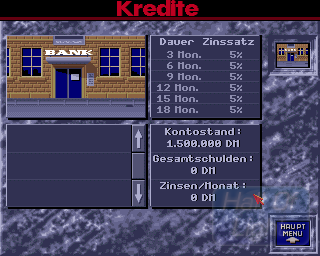 Kredite
BANK
Dauer Zinssatz
3 Mon. 5%
6 Mon. 5%
9 Mon. 5%
12 Mon. 5%
15 Mon. 5%
18 Mon. 5%
Kontostand:
1.500.000 DM
Gesamtschulden:
0 DM
Zinsen/Monat:
0 DM
HAUPT
MENU